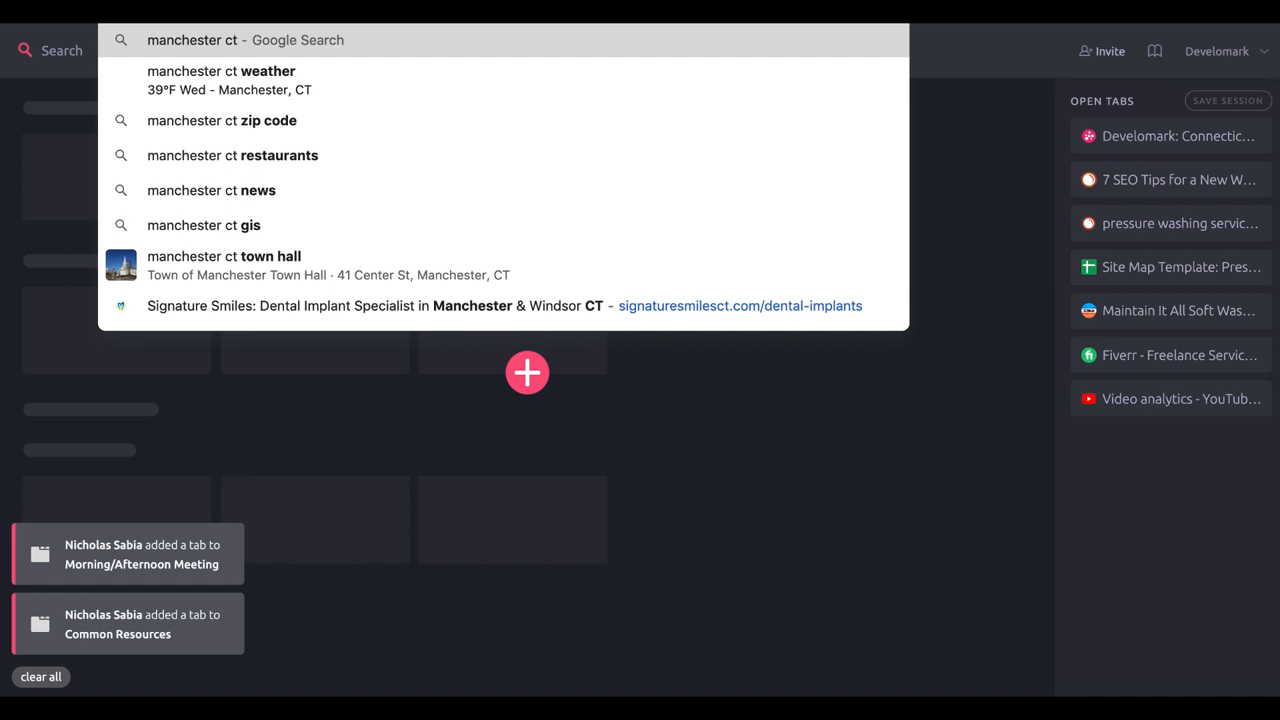 Search
manchester ct - Google Search
manchester ct weather
39°F Wed - Manchester, CT
manchester ct zip code
manchester ct restaurants
manchester ct news
manchester ct gis
manchester ct town hall
Town of Manchester Town Hall · 41 Center St, Manchester, CT
Signature Smiles: Dental Implant Specialist in Manchester & Windsor CT - signaturesmilesct.com/dental-implants
Invite
Develomark
OPEN TABS
SAVE SESSION
Develomark: Connectic...
7 SEO Tips for a New W...
pressure washing servic...
Site Map Template: Pres...
Maintain It All Soft Was...
Fiverr - Freelance Servic...
Video analytics - YouTub...
Nicholas Sabia added a tab to
Morning/Afternoon Meeting
Nicholas Sabia added a tab to
Common Resources
clear all